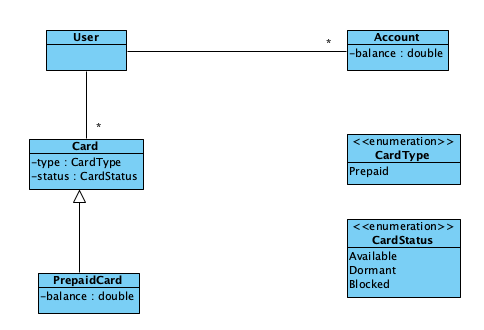 User
*
Account
-balance : double
*
Card
-type : CardType
-status : CardStatus
<<enumeration>>
CardType
Prepaid
<<enumeration>>
CardStatus
Available
Dormant
Blocked
PrepaidCard
-balance : double